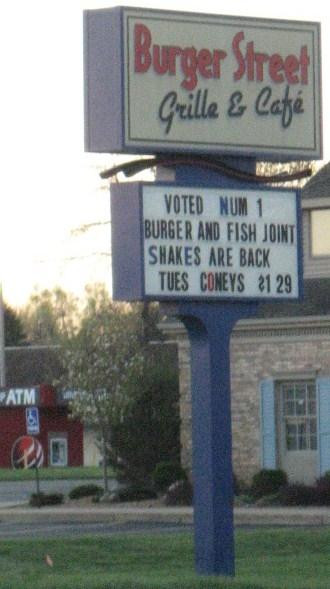 Burger Street
Grille & Café
VOTED NUM 1
BURGER AND FISH JOINT
SHAKES ARE BACK
TUES CONEYS $1 29
ATM